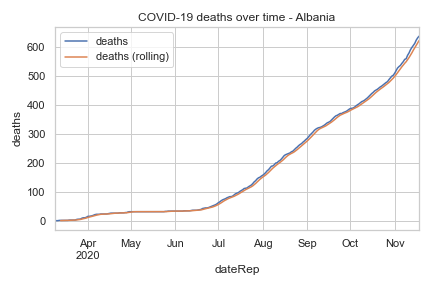 COVID-19 deaths over time - Albania
deaths
deaths (rolling)
600
500
400
300
200
100
0
deaths
Apr
2020
May
Jun
Jul
Aug
Sep
Oct
Nov
dateRep